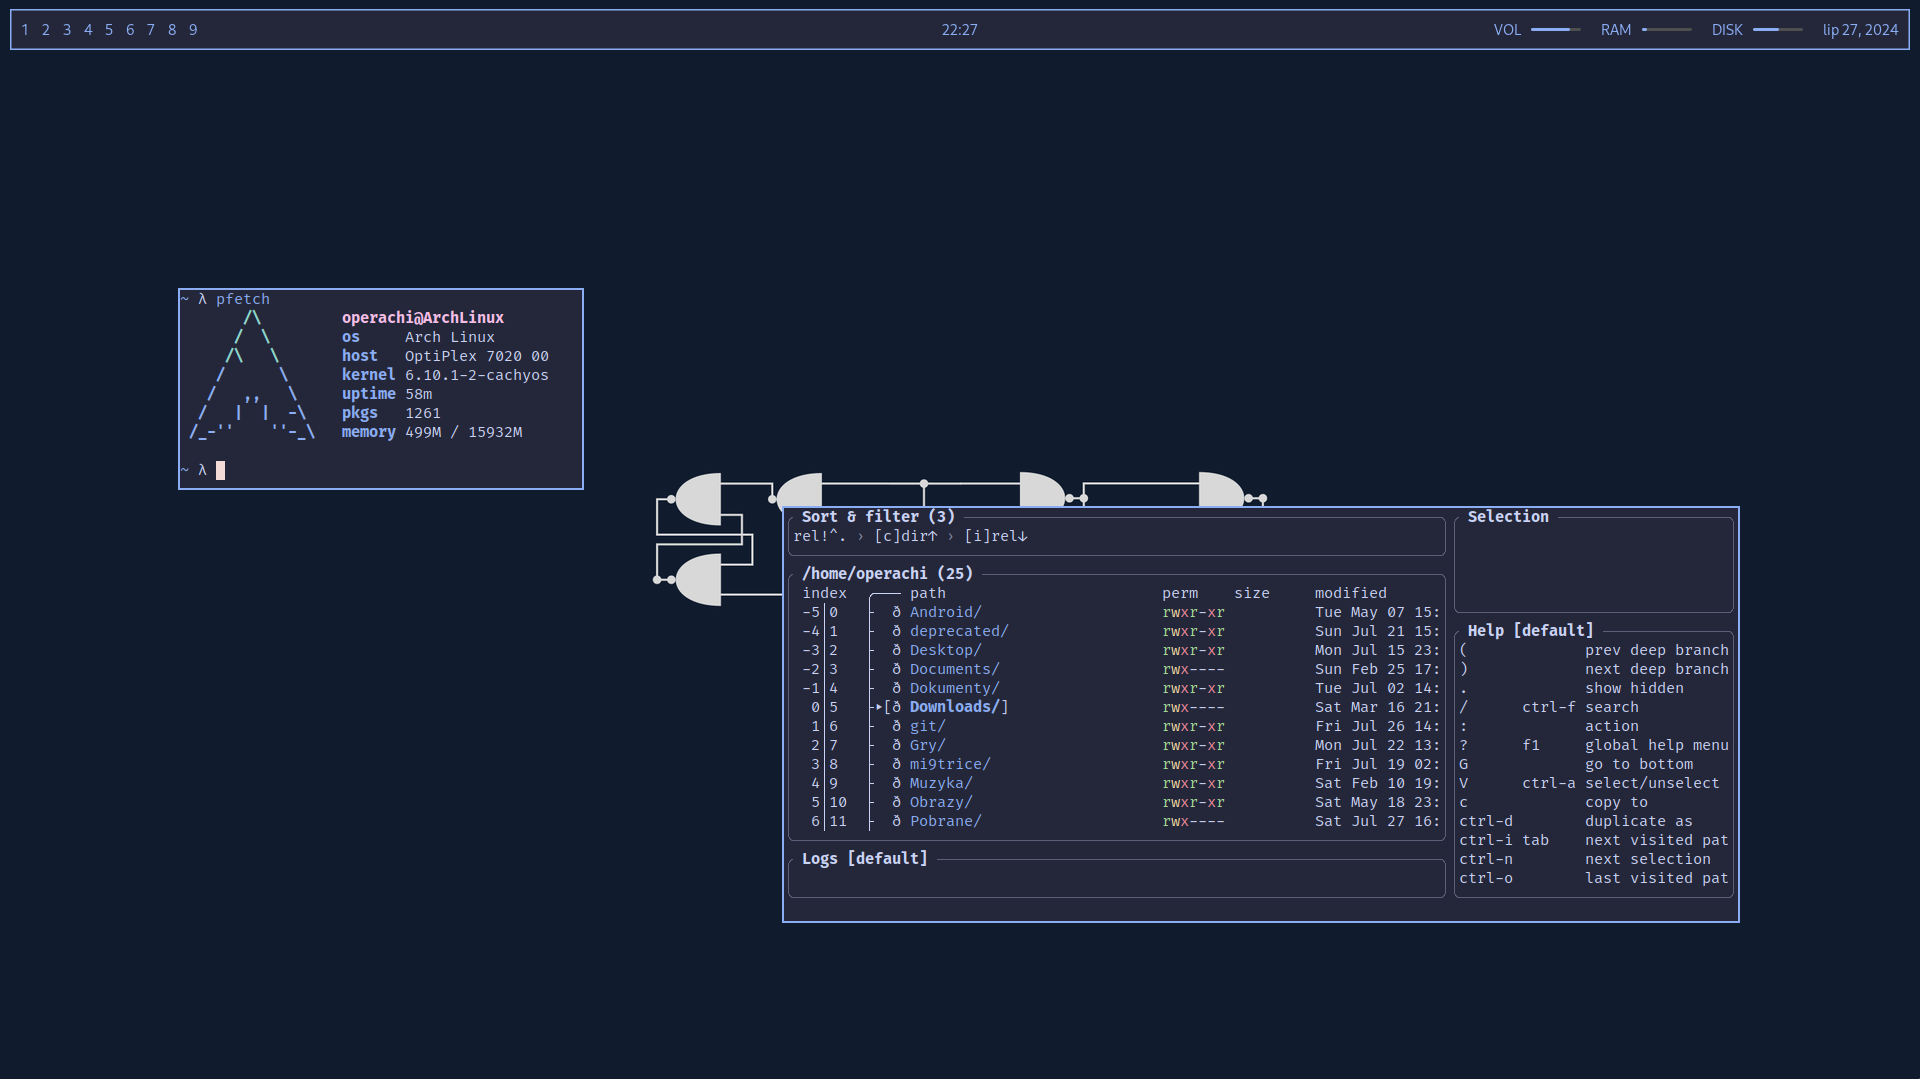 1 2 3 4 5 6 7 8 9 22:27 VOL RAM DISK lip 27, 2024
~ λ pfetch
/\ operachi@ArchLinux
/ \ os Arch Linux
/\ \ host OptiPlex 7020 00
/ \ kernel 6.10.1-2-cachyos
/ ,, \ uptime 58m
/ | | -\ pkgs 1261
/_-'' ''-_\ memory 499M / 15932M
~ λ
Sort & filter (3)
rel!^. › [c]dir↑ › [i]rel↓
/home/operachi (25)
index path perm size modified
-5 0 ð Android/ rwxr-xr Tue May 07 15:
-4 1 ð deprecated/ rwxr-xr Sun Jul 21 15:
-3 2 ð Desktop/ rwxr-xr Mon Jul 15 23:
-2 3 ð Documents/ rwx---- Sun Feb 25 17:
-1 4 ð Dokumenty/ rwxr-xr Tue Jul 02 14:
0 5 ▸[ð Downloads/] rwx---- Sat Mar 16 21:
1 6 ð git/ rwxr-xr Fri Jul 26 14:
2 7 ð Gry/ rwxr-xr Mon Jul 22 13:
3 8 ð mi9trice/ rwxr-xr Fri Jul 19 02:
4 9 ð Muzyka/ rwxr-xr Sat Feb 10 19:
5 10 ð Obrazy/ rwxr-xr Sat May 18 23:
6 11 ð Pobrane/ rwx---- Sat Jul 27 16:
Logs [default]
Selection
Help [default]
( prev deep branch
) next deep branch
. show hidden
/ ctrl-f search
: action
? f1 global help menu
G go to bottom
V ctrl-a select/unselect
c copy to
ctrl-d duplicate as
ctrl-i tab next visited pat
ctrl-n next selection
ctrl-o last visited pat